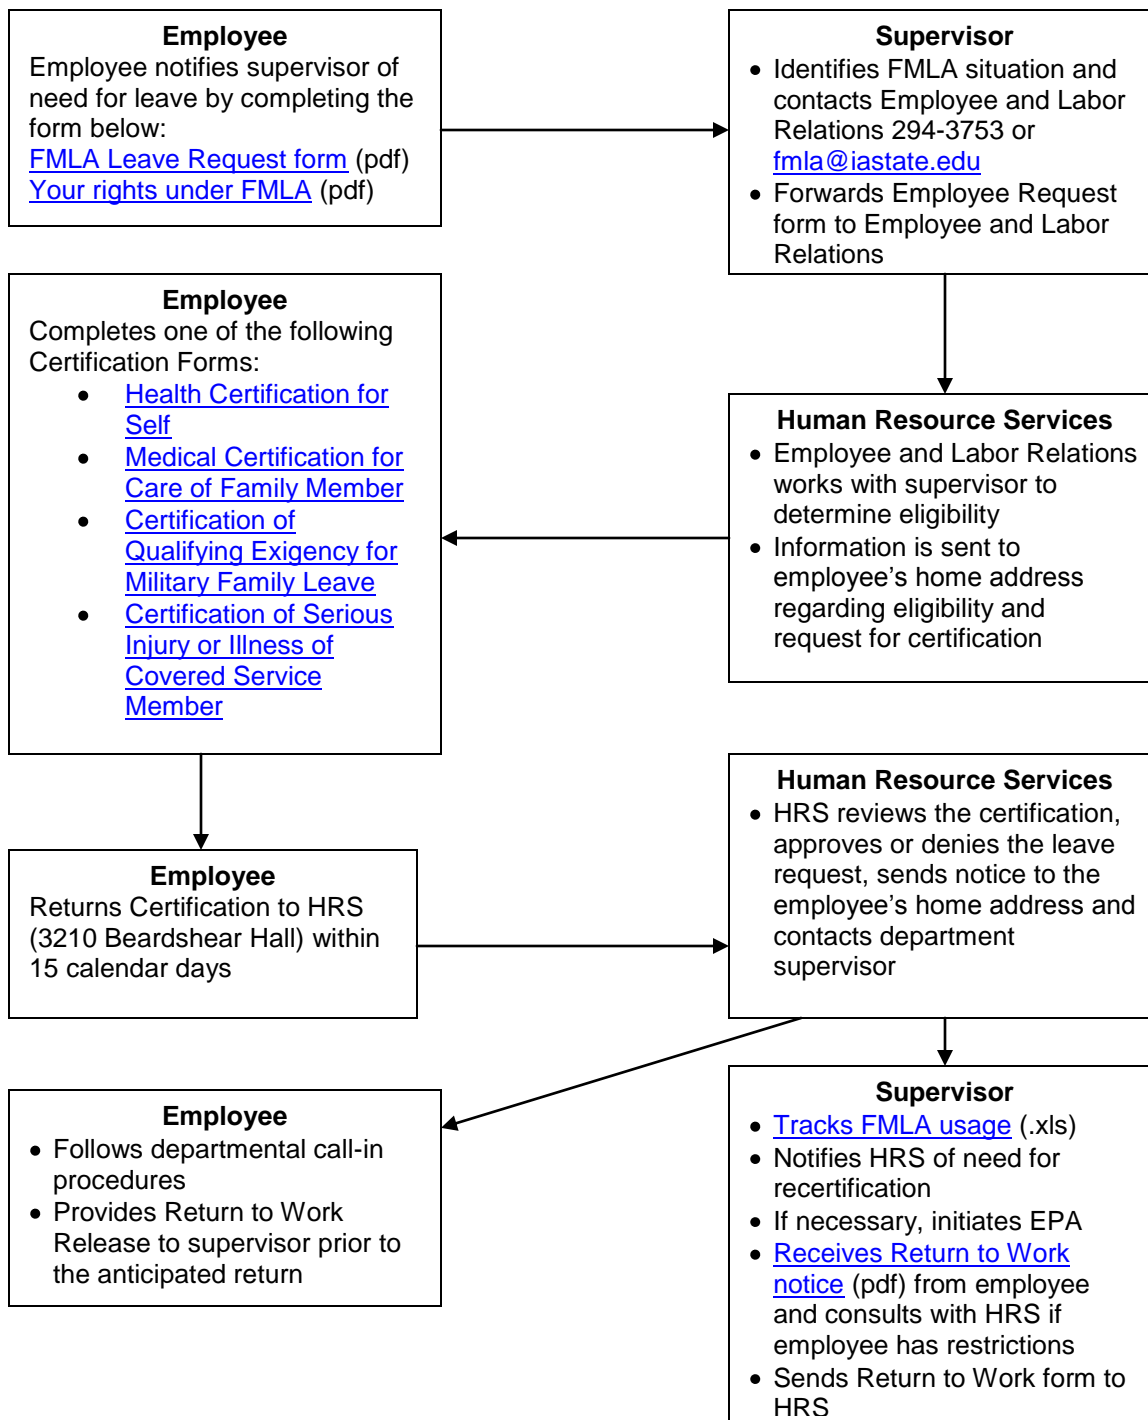 Employee
Employee notifies supervisor of
need for leave by completing the
form below:
FMLA Leave Request form (pdf)
Your rights under FMLA (pdf)
Supervisor
• Identifies FMLA situation and
contacts Employee and Labor
Relations 294-3753 or
fmla@iastate.edu
• Forwards Employee Request
form to Employee and Labor
Relations
Human Resource Services
• Employee and Labor Relations
works with supervisor to
determine eligibility
• Information is sent to
employee’s home address
regarding eligibility and
request for certification
Employee
Completes one of the following
Certification Forms:
• Health Certification for
Self
• Medical Certification for
Care of Family Member
• Certification of
Qualifying Exigency for
Military Family Leave
• Certification of Serious
Injury or Illness of
Covered Service
Member
Employee
Returns Certification to HRS
(3210 Beardshear Hall) within
15 calendar days
Human Resource Services
• HRS reviews the certification,
approves or denies the leave
request, sends notice to the
employee’s home address and
contacts department
supervisor
Employee
• Follows departmental call-in
procedures
• Provides Return to Work
Release to supervisor prior to
the anticipated return
Supervisor
• Tracks FMLA usage (.xls)
• Notifies HRS of need for
recertification
• If necessary, initiates EPA
• Receives Return to Work
notice (pdf) from employee
and consults with HRS if
employee has restrictions
• Sends Return to Work form to
HRS